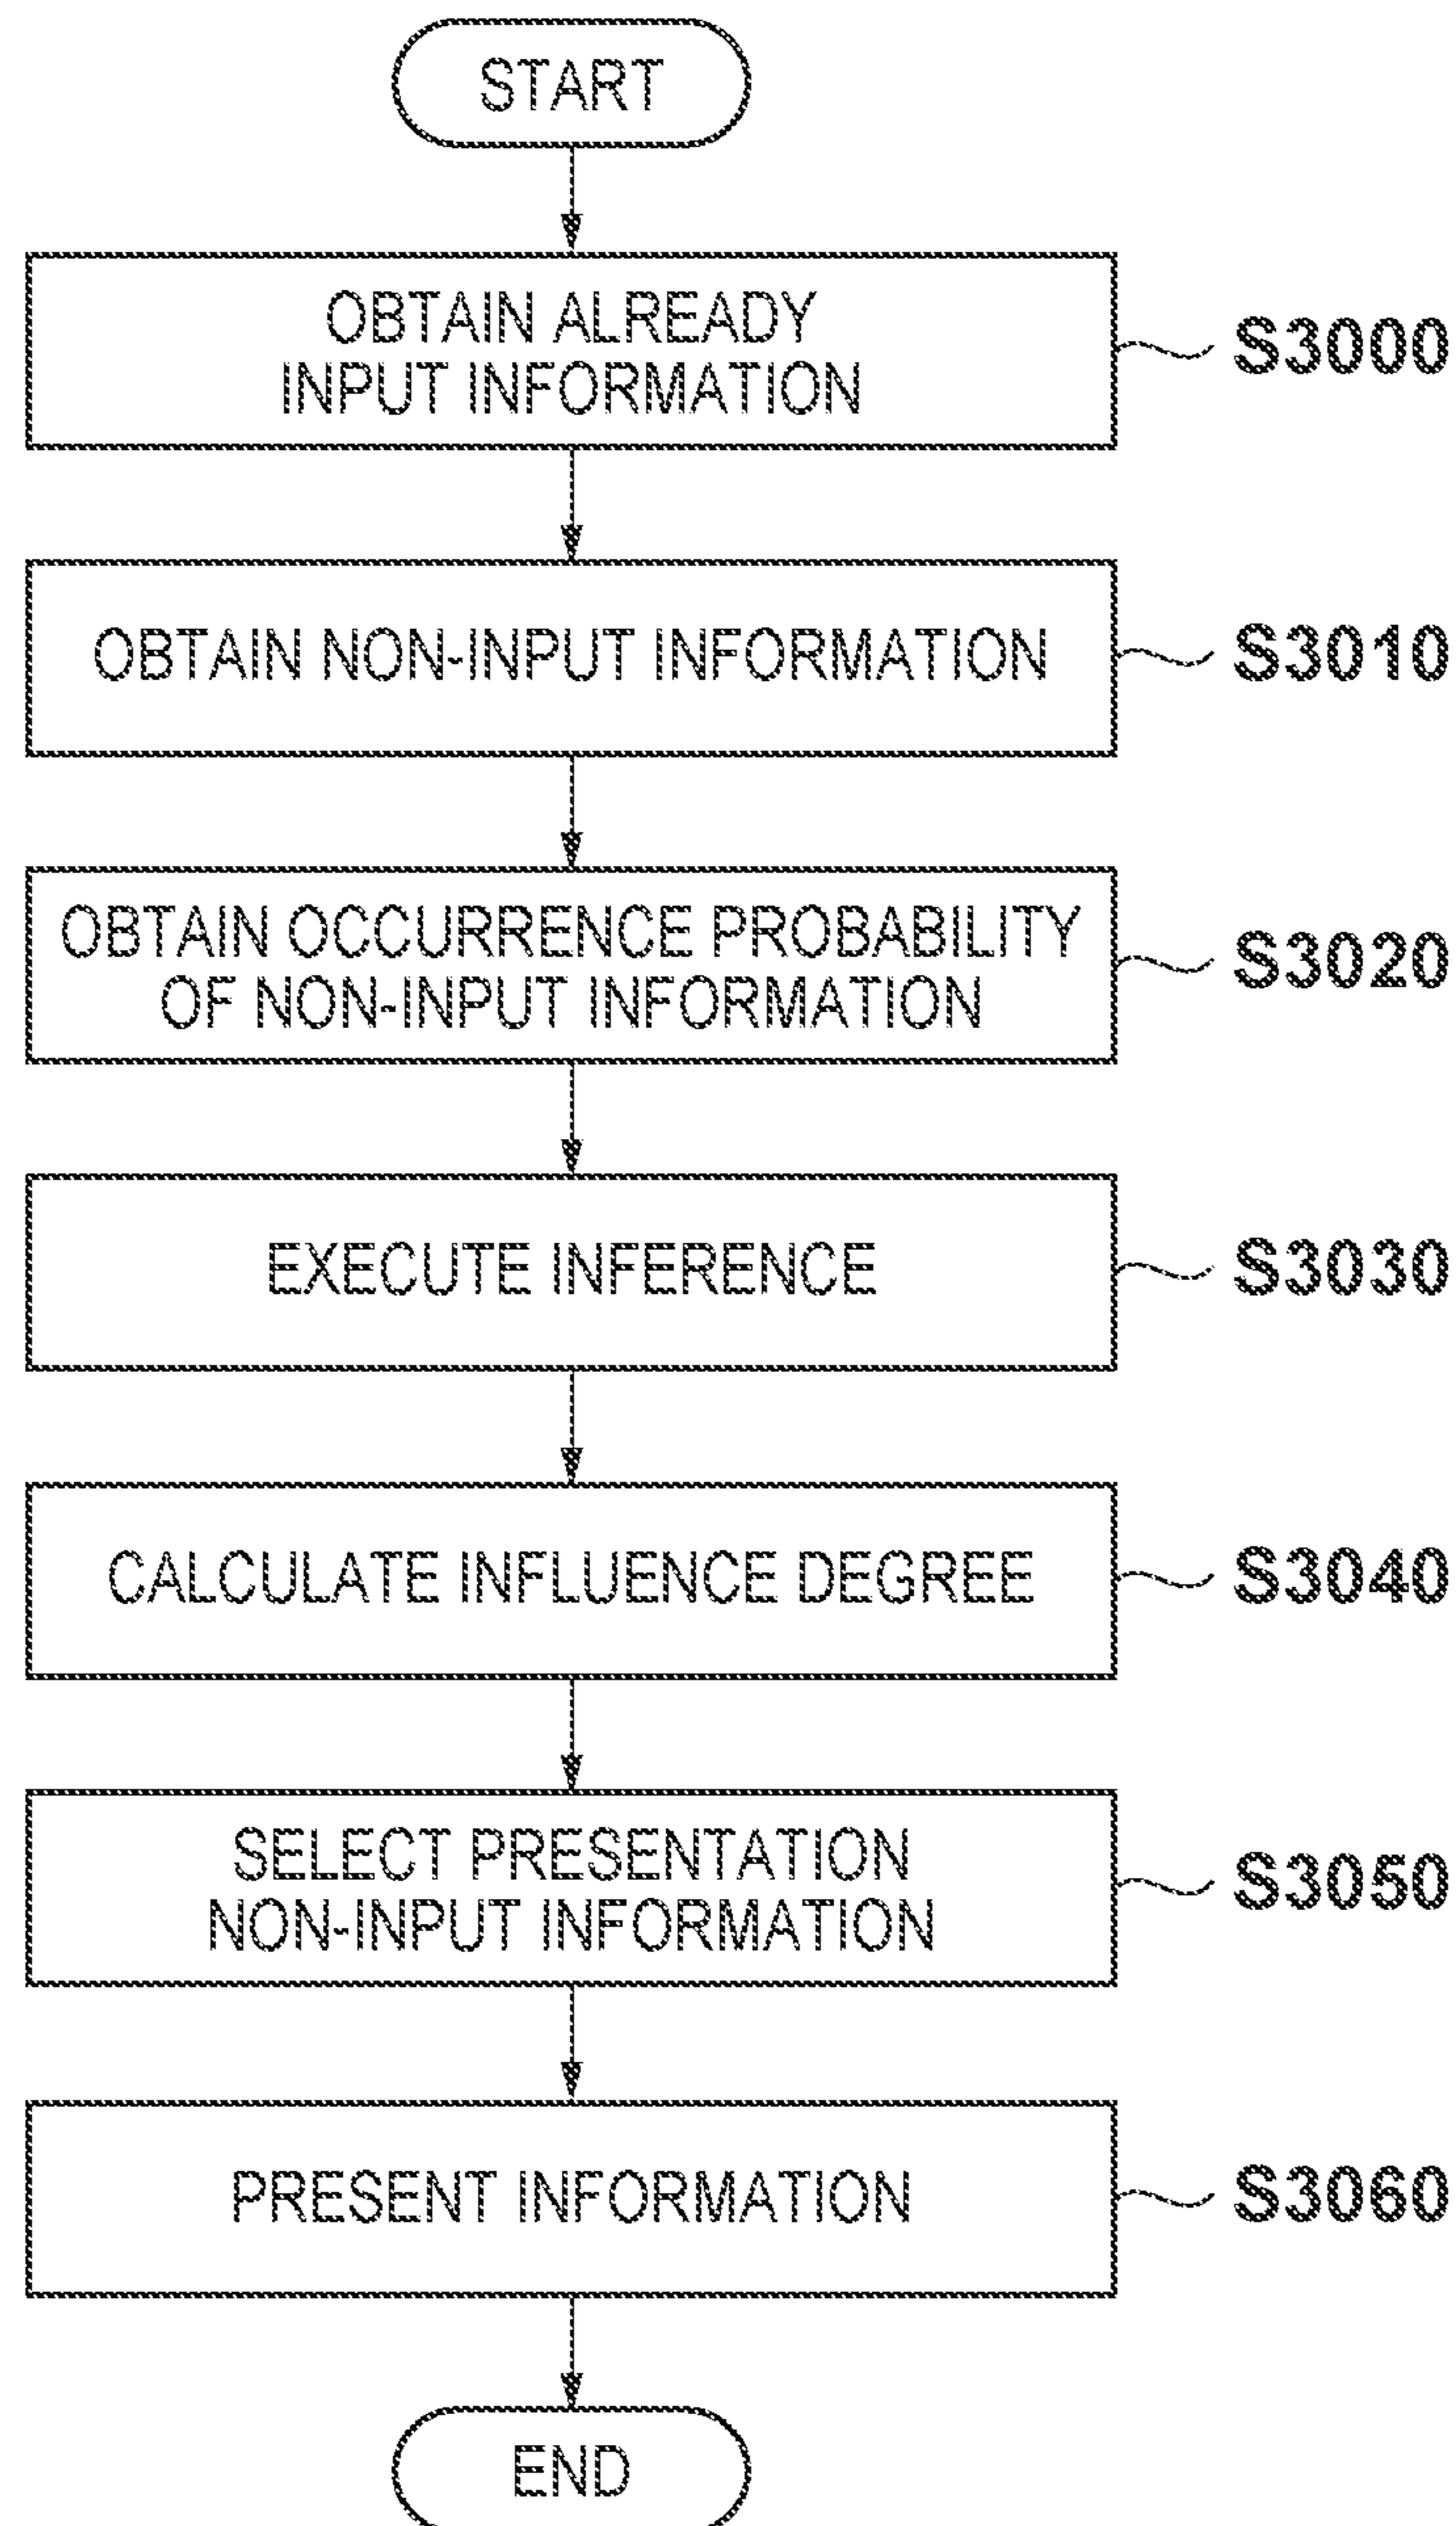 START
OBTAIN ALREADY
INPUT INFORMATION
S3000
OBTAIN NON-INPUT INFORMATION
S3010
OBTAIN OCCURRENCE PROBABILITY
OF NON-INPUT INFORMATION
S3020
EXECUTE INFERENCE
S3030
CALCULATE INFLUENCE DEGREE
S3040
SELECT PRESENTATION
NON-INPUT INFORMATION
S3050
PRESENT INFORMATION
S3060
END